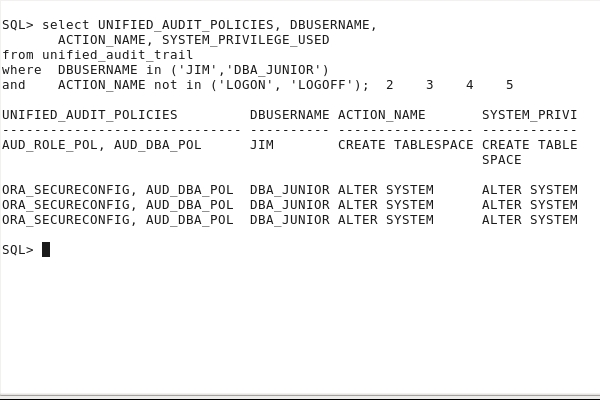 SQL> select UNIFIED_AUDIT_POLICIES, DBUSERNAME,
       ACTION_NAME, SYSTEM_PRIVILEGE_USED
from unified_audit_trail
where  DBUSERNAME in ('JIM','DBA_JUNIOR')
and    ACTION_NAME not in ('LOGON', 'LOGOFF');  2    3    4    5
UNIFIED_AUDIT_POLICIES         DBUSERNAME ACTION_NAME       SYSTEM_PRIVI
------------------------------ ---------- ----------------- ------------
AUD_ROLE_POL, AUD_DBA_POL      JIM        CREATE TABLESPACE CREATE TABLE
                                                            SPACE
ORA_SECURECONFIG, AUD_DBA_POL  DBA_JUNIOR ALTER SYSTEM      ALTER SYSTEM
ORA_SECURECONFIG, AUD_DBA_POL  DBA_JUNIOR ALTER SYSTEM      ALTER SYSTEM
ORA_SECURECONFIG, AUD_DBA_POL  DBA_JUNIOR ALTER SYSTEM      ALTER SYSTEM
SQL>